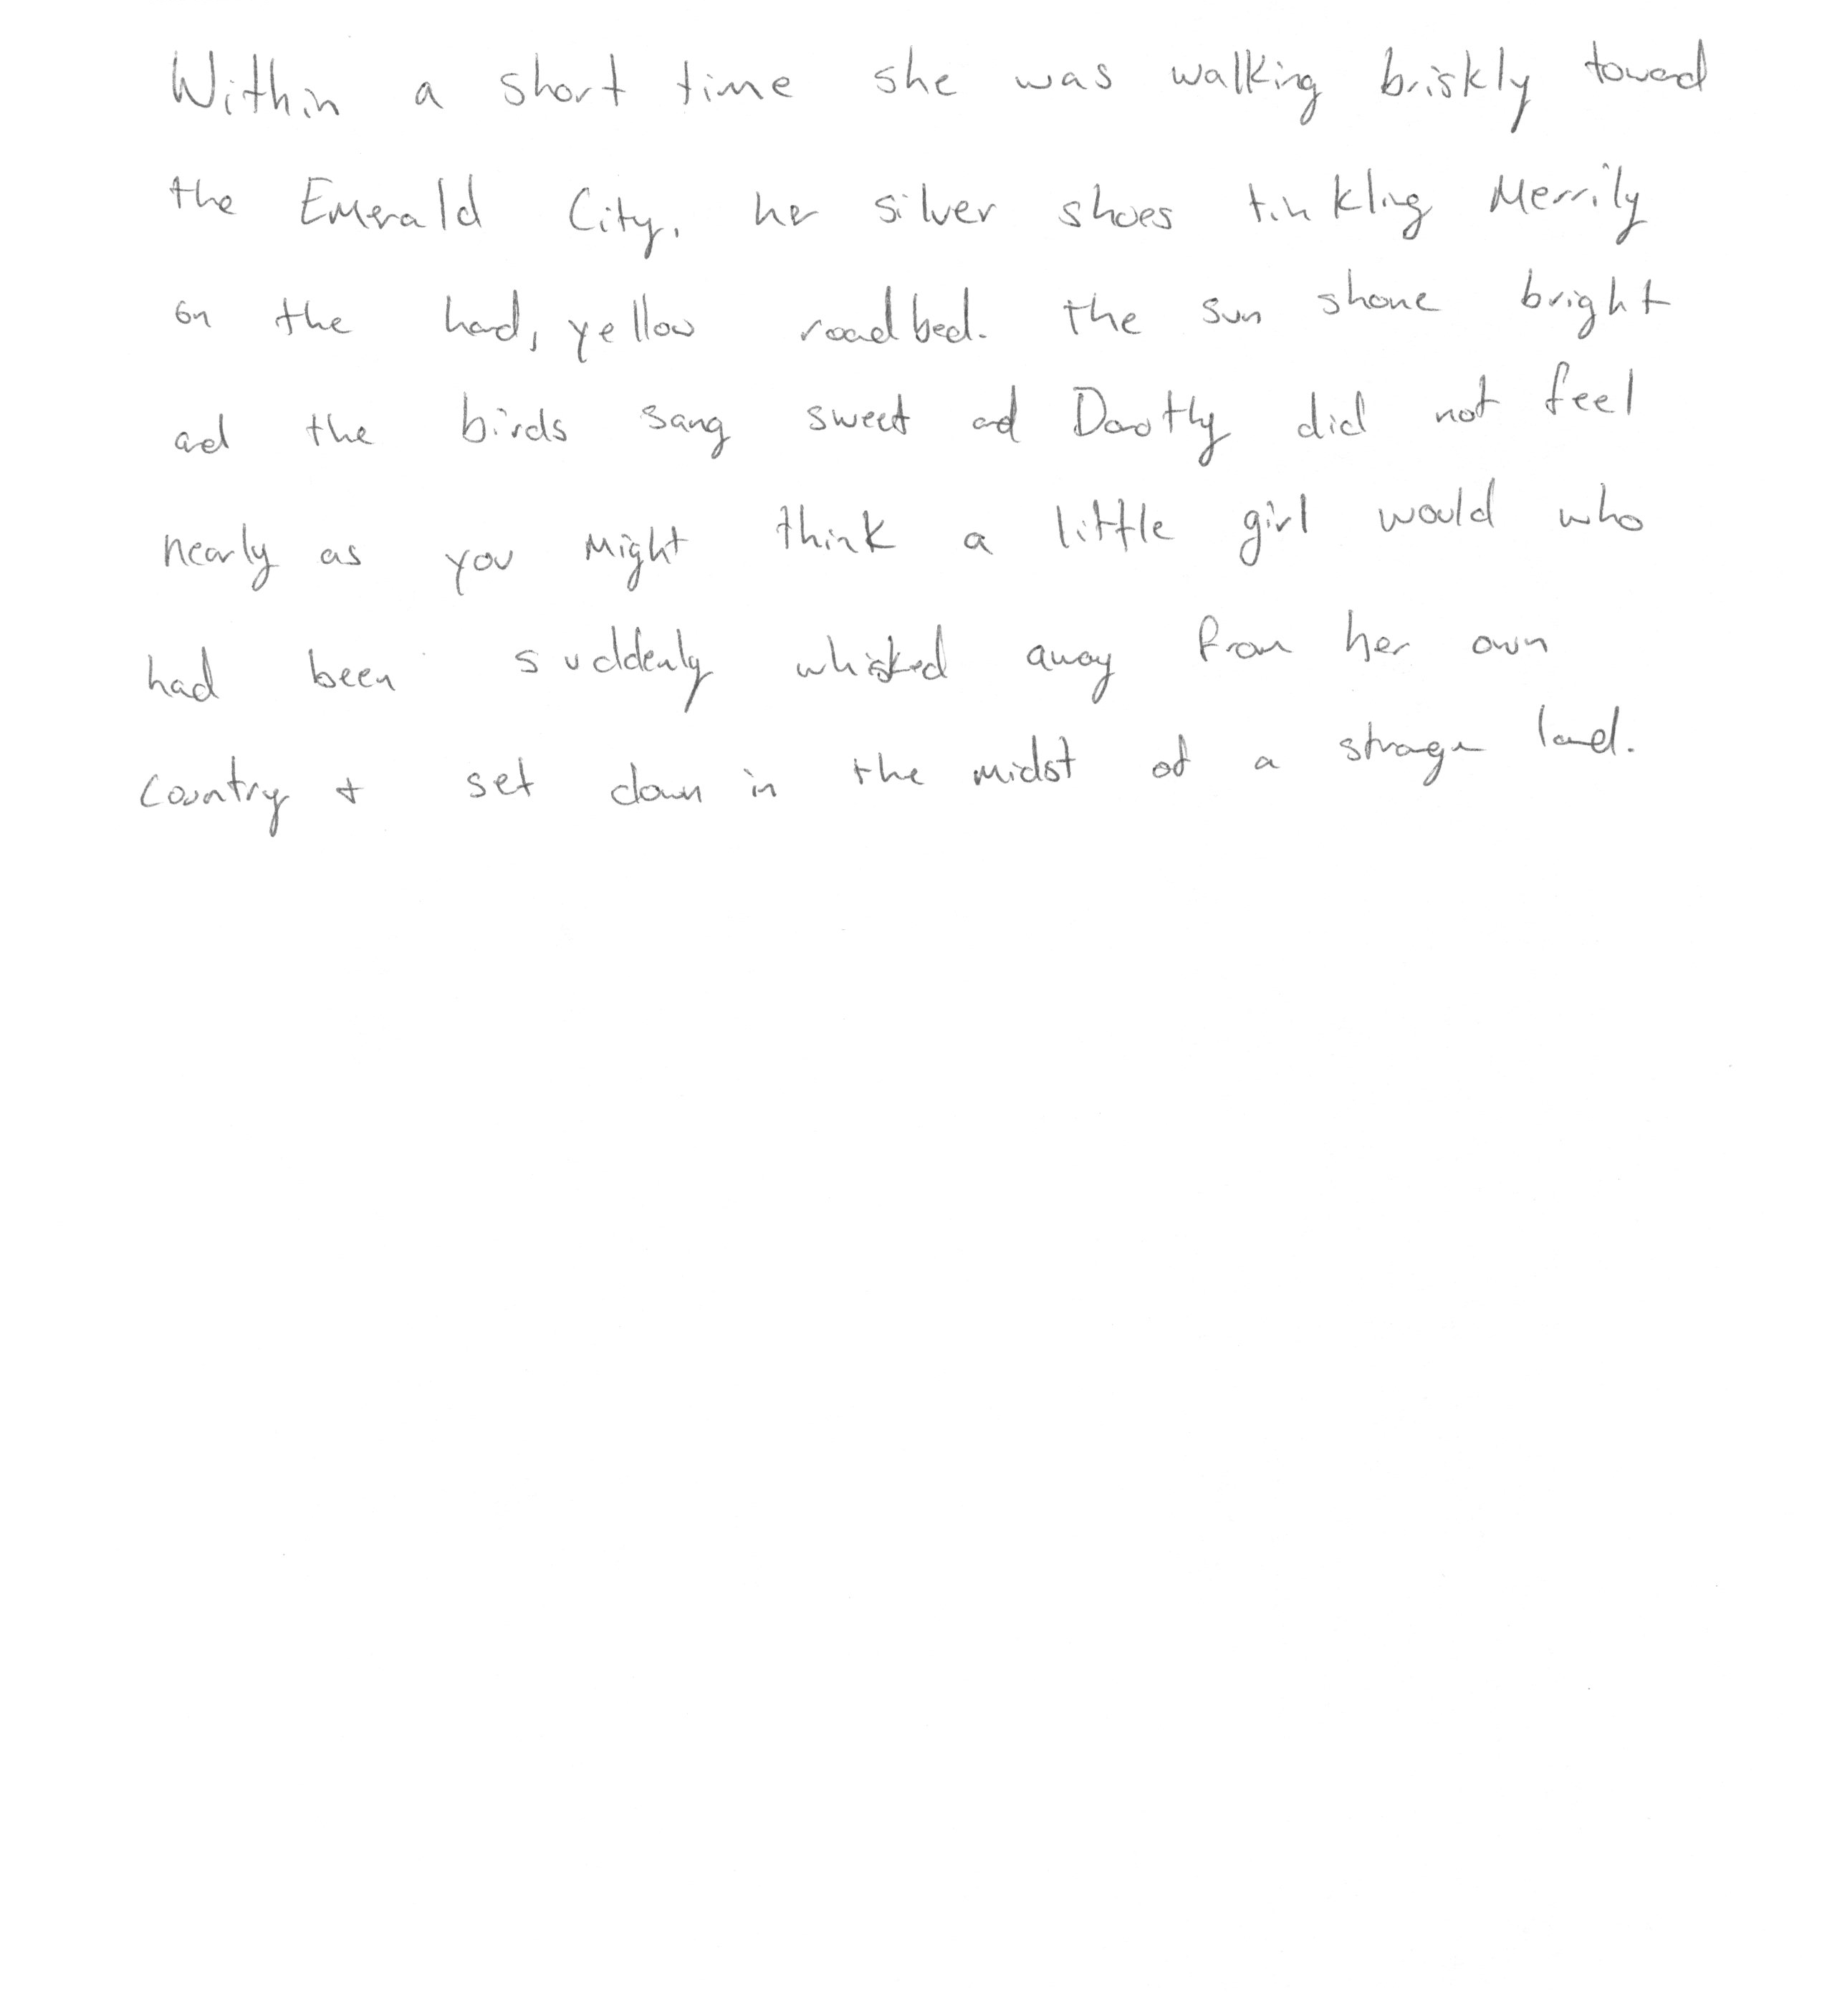 Within a short time she was walking briskly toward
the Emerald City, her silver shoes tinkling merrily
on the hard, yellow roadbed. the sun shone bright
and the birds sang sweet and Dorothy did not feel
nearly as you might think a little girl would who
had been suddenly whisked away from her own
country + set down in the midst of a strange land.